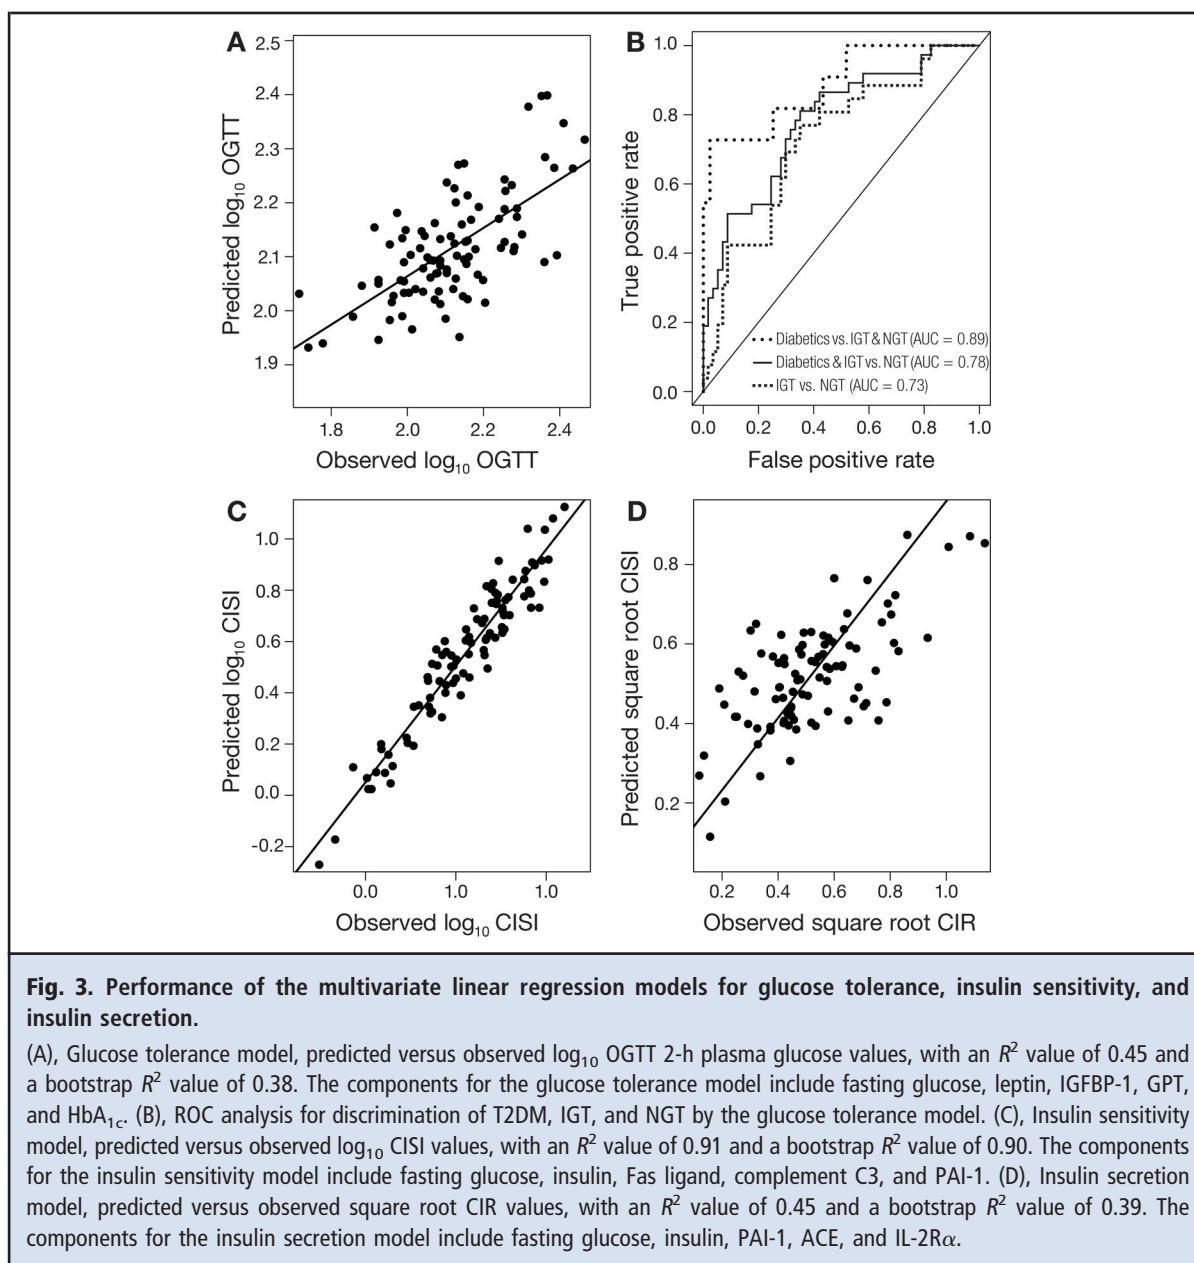 A
2.5
2.4
2.3
2.2
2.1
2.0
1.9
Predicted log10 OGTT
1.8 2.0 2.2 2.4
Observed log10 OGTT
B
1.0
0.8
0.6
0.4
0.2
0.0
True positive rate
Diabetics vs. IGT & NGT (AUC = 0.89)
Diabetics & IGT vs. NGT (AUC = 0.78)
IGT vs. NGT (AUC = 0.73)
0.0 0.2 0.4 0.6 0.8 1.0
False positive rate
C
1.0
0.8
0.6
0.4
0.2
0.0
-0.2
Predicted log10 CISI
0.0 1.0 1.0
Observed log10 CISI
D
0.8
0.6
0.4
0.2
Predicted square root CISI
0.2 0.4 0.6 0.8 1.0
Observed square root CIR
Fig. 3. Performance of the multivariate linear regression models for glucose tolerance, insulin sensitivity, and
insulin secretion.
(A), Glucose tolerance model, predicted versus observed log10 OGTT 2-h plasma glucose values, with an R2 value of 0.45 and
a bootstrap R2 value of 0.38. The components for the glucose tolerance model include fasting glucose, leptin, IGFBP-1, GPT,
and HbA1c. (B), ROC analysis for discrimination of T2DM, IGT, and NGT by the glucose tolerance model. (C), Insulin sensitivity
model, predicted versus observed log10 CISI values, with an R2 value of 0.91 and a bootstrap R2 value of 0.90. The components
for the insulin sensitivity model include fasting glucose, insulin, Fas ligand, complement C3, and PAI-1. (D), Insulin secretion
model, predicted versus observed square root CIR values, with an R2 value of 0.45 and a bootstrap R2 value of 0.39. The
components for the insulin secretion model include fasting glucose, insulin, PAI-1, ACE, and IL-2Rα.